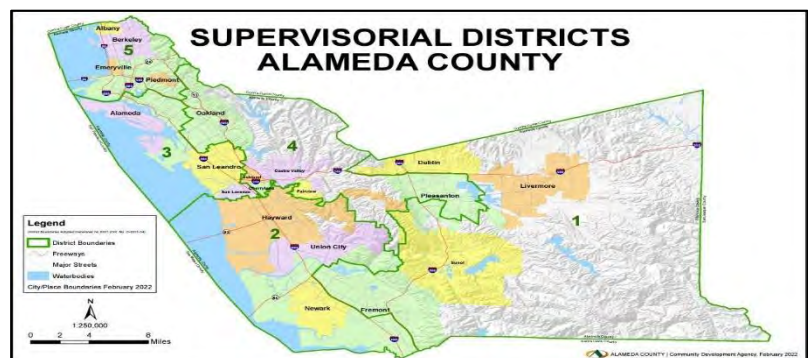 SUPERVISORIAL DISTRICTS
ALAMEDA COUNTY
Albany
Berkeley
5
Emeryville
Piedmont
Alameda
Oakland
3
4
San Leandro
Castro Valley
San Lorenzo
Fairview
Dublin
Pleasanton
Livermore
1
Hayward
2
Union City
Sunol
Newark
Fremont
Legend
District Boundaries
Freeways
Major Streets
Waterbodies
City/Place Boundaries February 2022
N
1:250,000
0 2 4 8
Miles
ALAMEDA COUNTY | Community Development Agency, February 2022